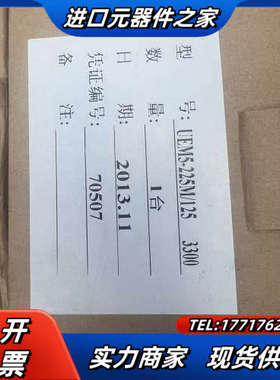 进口元器件之家
型 号: UEM5-225M/125 3300
数 量: 1台
日 期: 2013.11
凭证编号: 70507
备 注:
开
票
TEL:1771762
实力商家 现货供